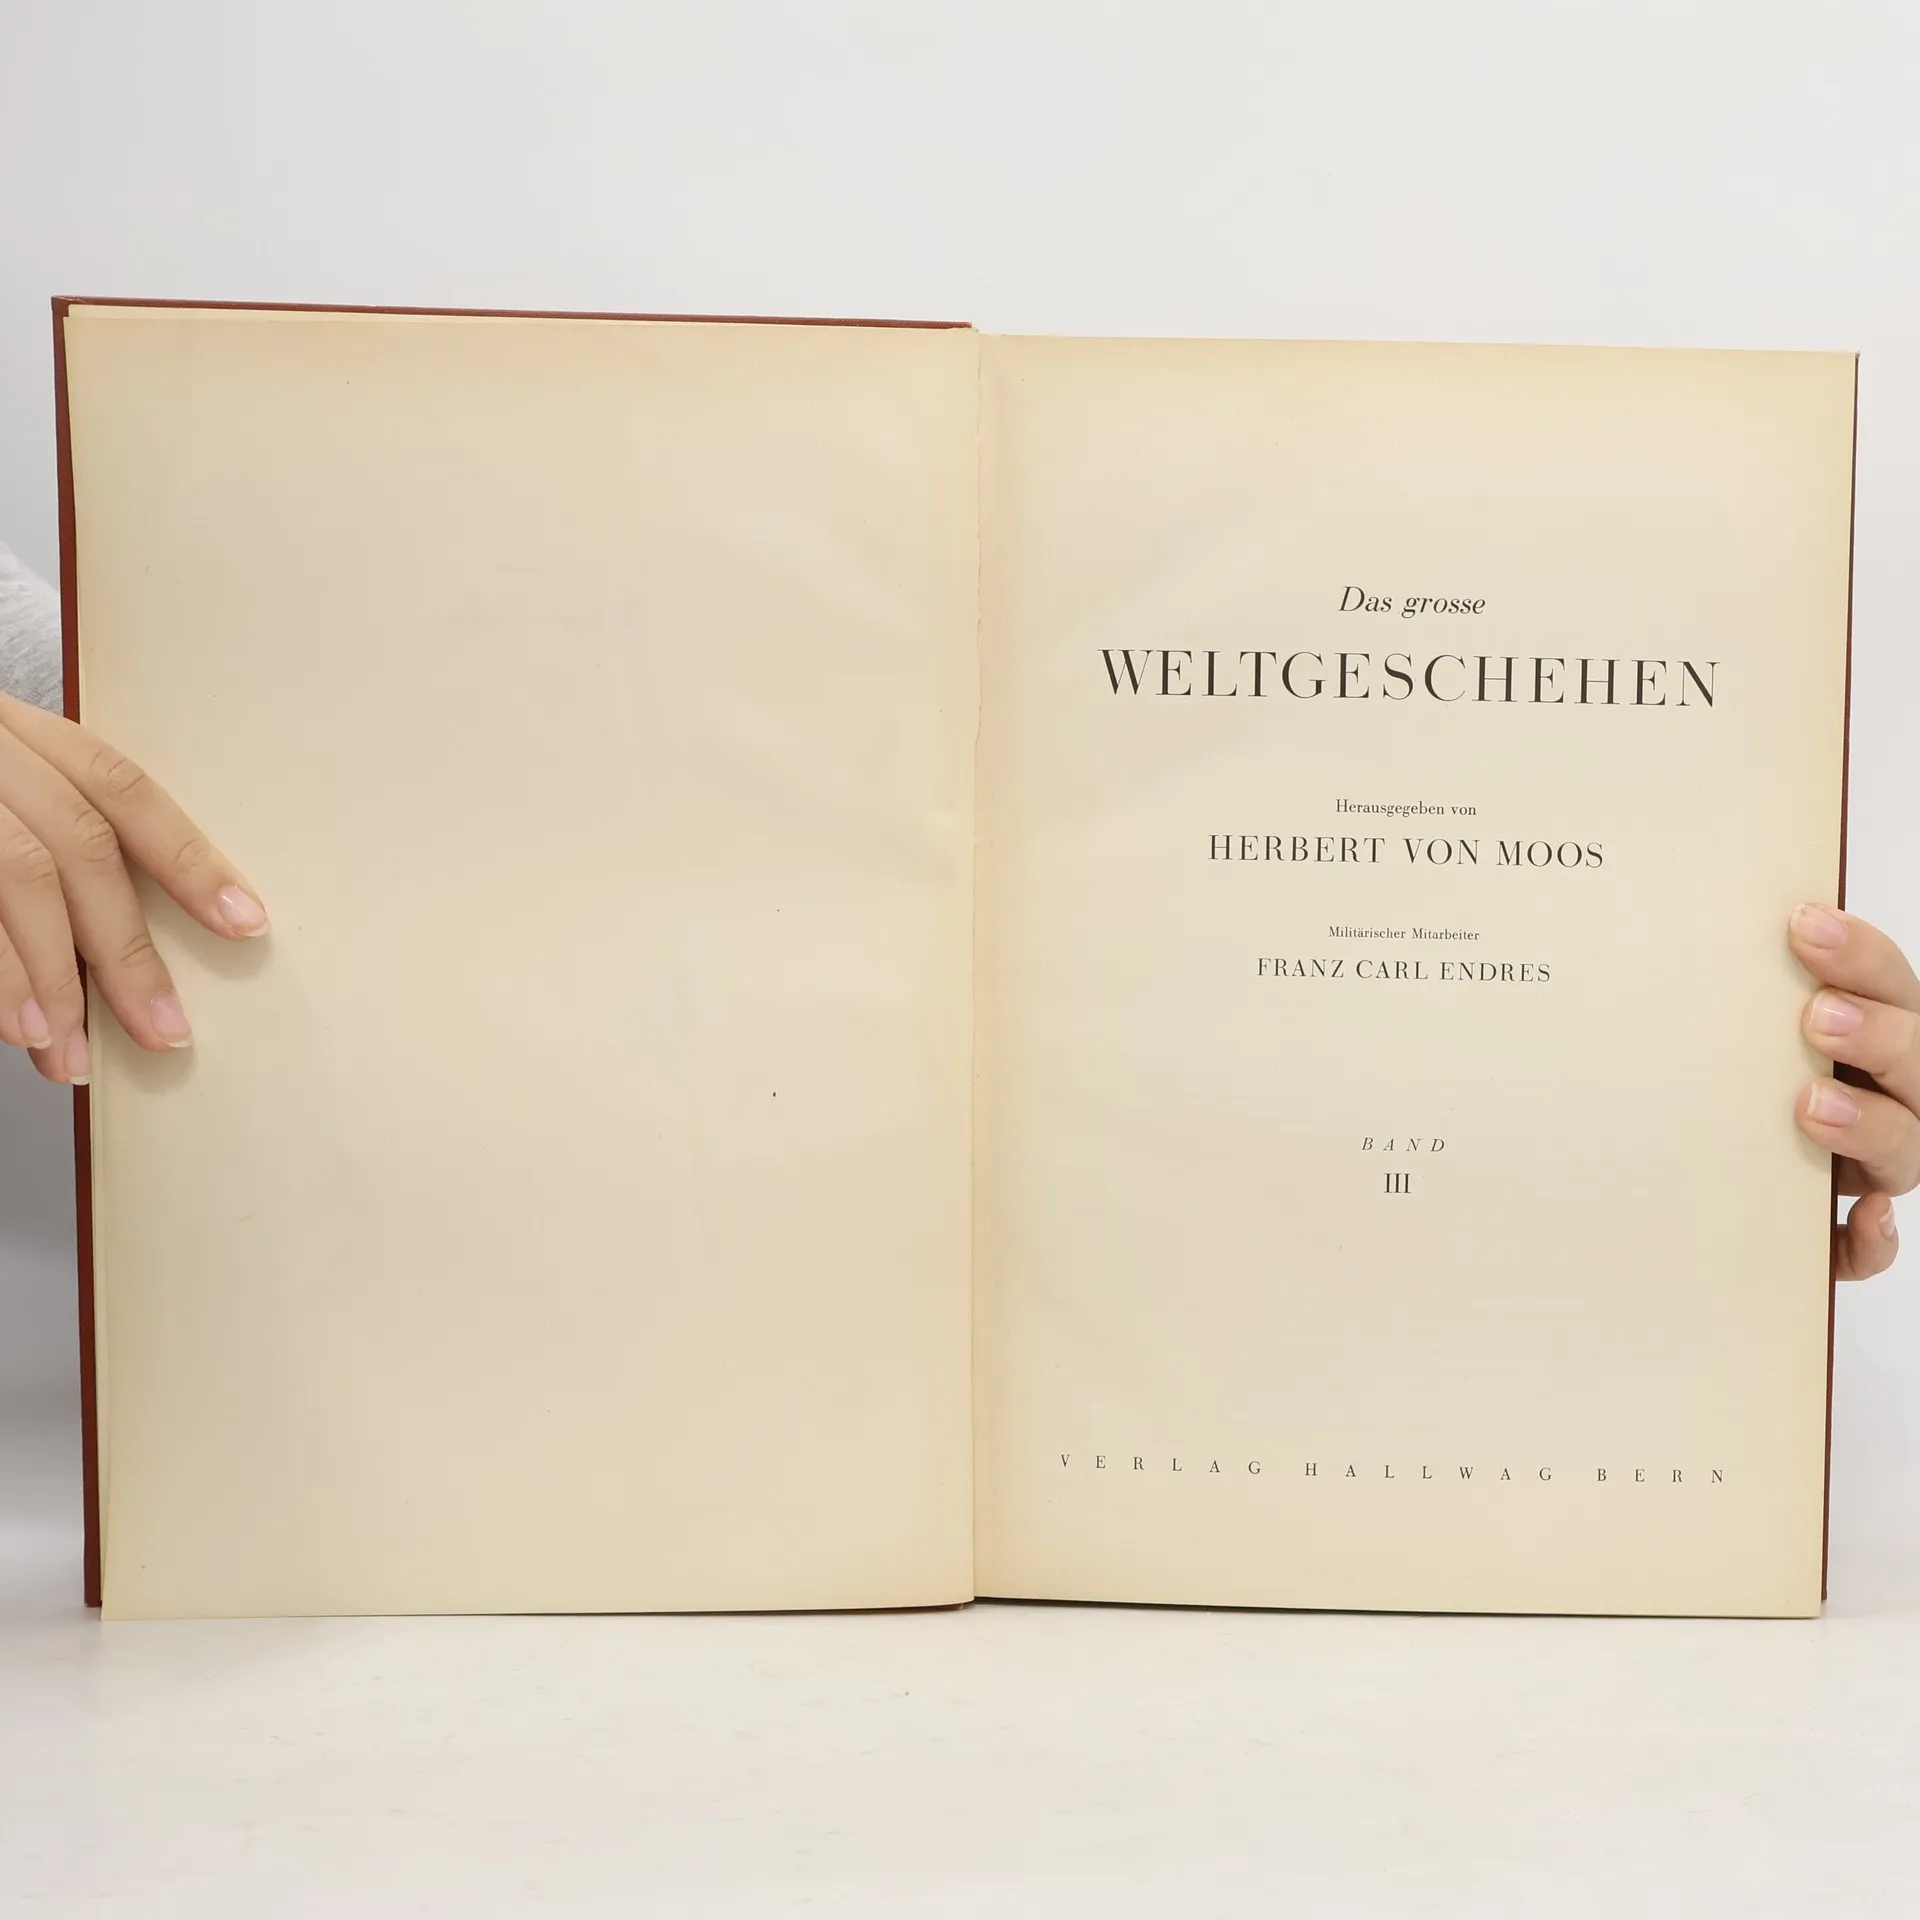 Das grosse
WELTGESCHEHEN
Herausgegeben von
HERBERT VON MOOS
Militärischer Mitarbeiter
FRANZ CARL ENDRES
BAND
III
VERLAG HALLWAG BERN